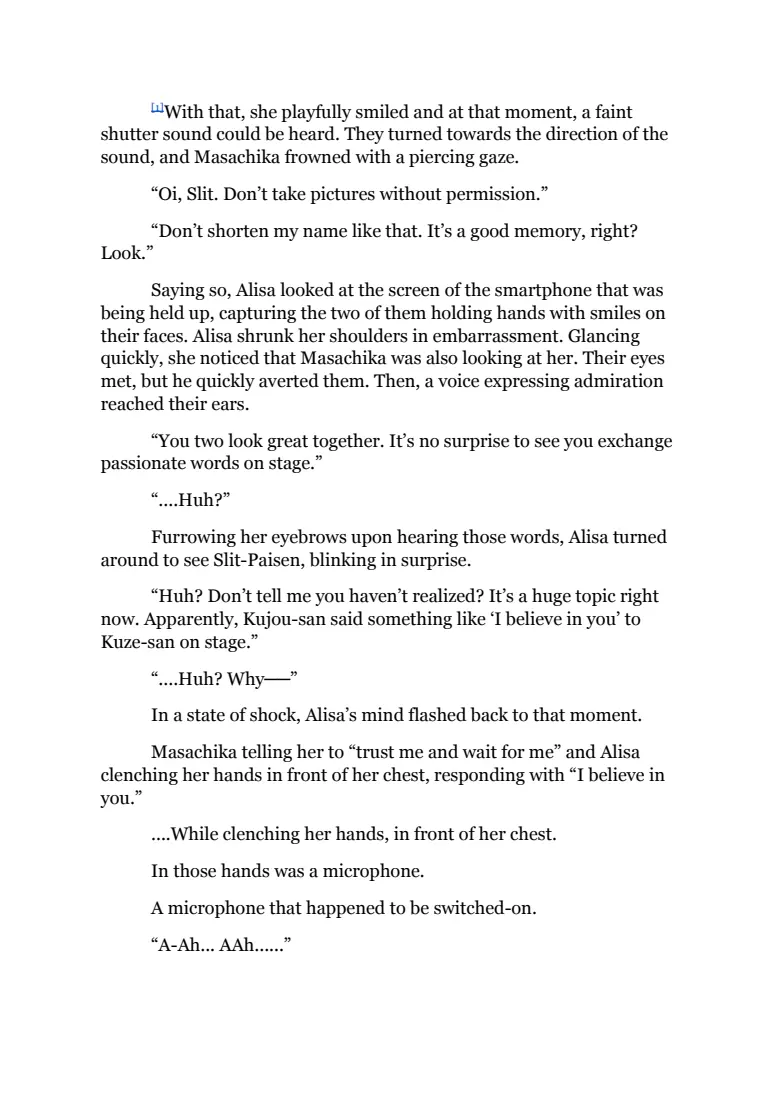 [1]With that, she playfully smiled and at that moment, a faint
shutter sound could be heard. They turned towards the direction of the
sound, and Masachika frowned with a piercing gaze.
“Oi, Slit. Don’t take pictures without permission.”
“Don’t shorten my name like that. It’s a good memory, right?
Look.”
Saying so, Alisa looked at the screen of the smartphone that was
being held up, capturing the two of them holding hands with smiles on
their faces. Alisa shrunk her shoulders in embarrassment. Glancing
quickly, she noticed that Masachika was also looking at her. Their eyes
met, but he quickly averted them. Then, a voice expressing admiration
reached their ears.
“You two look great together. It’s no surprise to see you exchange
passionate words on stage.”
“....Huh?”
Furrowing her eyebrows upon hearing those words, Alisa turned
around to see Slit-Paisen, blinking in surprise.
“Huh? Don’t tell me you haven’t realized? It’s a huge topic right
now. Apparently, Kujou-san said something like ‘I believe in you’ to
Kuze-san on stage.”
“....Huh? Why──”
In a state of shock, Alisa’s mind flashed back to that moment.
Masachika telling her to “trust me and wait for me” and Alisa
clenching her hands in front of her chest, responding with “I believe in
you.”
....While clenching her hands, in front of her chest.
In those hands was a microphone.
A microphone that happened to be switched-on.
“A-Ah... AAh......”